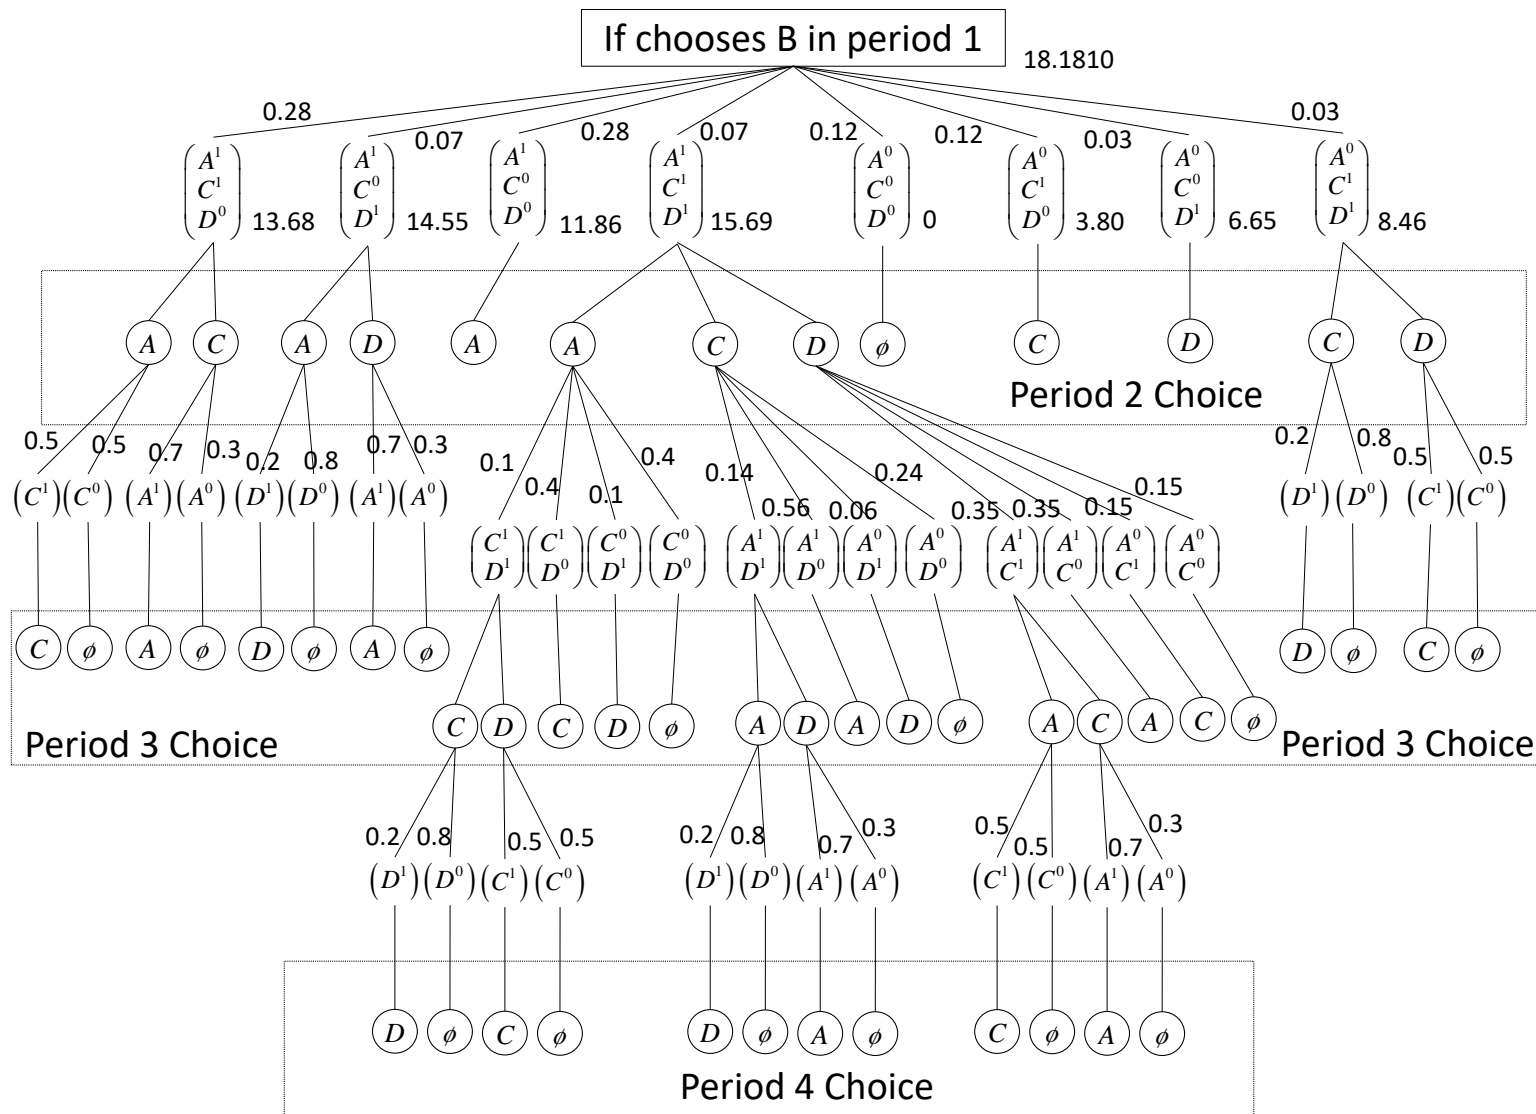 If chooses B in period 1
18.1810
0.28 0.07 0.28 0.07 0.12 0.12 0.03 0.03
A¹ A¹ A¹ A¹ A⁰ A⁰ A⁰ A⁰
C¹ C⁰ C⁰ C¹ C⁰ C¹ C⁰ C¹
D⁰ D¹ D⁰ D¹ D⁰ D⁰ D¹ D¹
13.68 14.55 11.86 15.69 0 3.80 6.65 8.46
A C A D A A C D ϕ C D C D
Period 2 Choice
0.5 0.5 0.7 0.3 0.2 0.8 0.7 0.3 0.1 0.4 0.1 0.4 0.14 0.56 0.06 0.24 0.35 0.35 0.15 0.15 0.2 0.8 0.5 0.5
(C¹) (C⁰) (A¹) (A⁰) (D¹) (D⁰) (A¹) (A⁰) (D¹) (D⁰) (C¹) (C⁰)
C¹ C¹ C⁰ C⁰ A¹ A¹ A⁰ A⁰ A¹ A¹ A⁰ A⁰
D¹ D⁰ D¹ D⁰ D¹ D⁰ D¹ D⁰ C¹ C⁰ C¹ C⁰
C ϕ A ϕ D ϕ A ϕ D ϕ C ϕ
C D C D ϕ A D A D ϕ A C A C ϕ
Period 3 Choice Period 3 Choice
0.2 0.8 0.5 0.5 0.2 0.8 0.7 0.3 0.5 0.5 0.7 0.3
(D¹) (D⁰) (C¹) (C⁰) (D¹) (D⁰) (A¹) (A⁰) (C¹) (C⁰) (A¹) (A⁰)
D ϕ C ϕ D ϕ A ϕ C ϕ A ϕ
Period 4 Choice